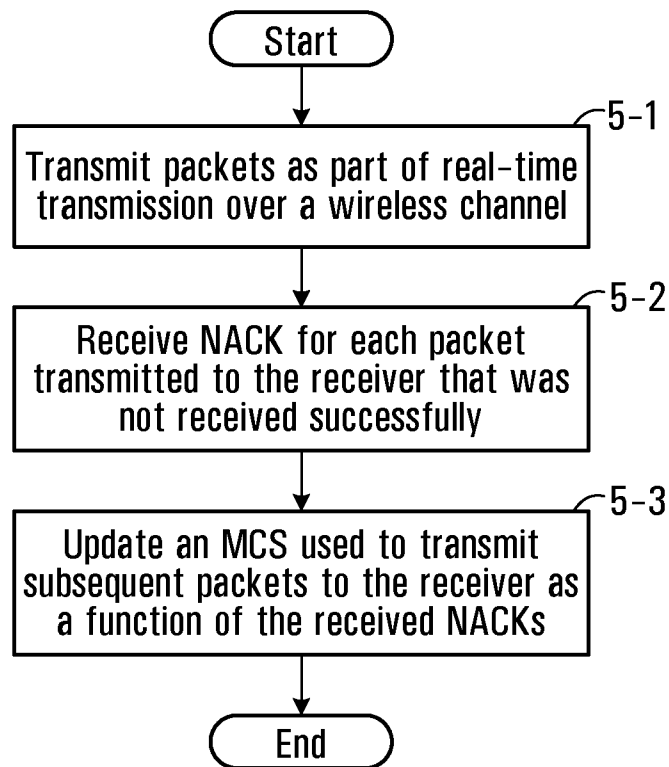 Start
5-1
Transmit packets as part of real-time
transmission over a wireless channel
5-2
Receive NACK for each packet
transmitted to the receiver that was
not received successfully
5-3
Update an MCS used to transmit
subsequent packets to the receiver as
a function of the received NACKs
End